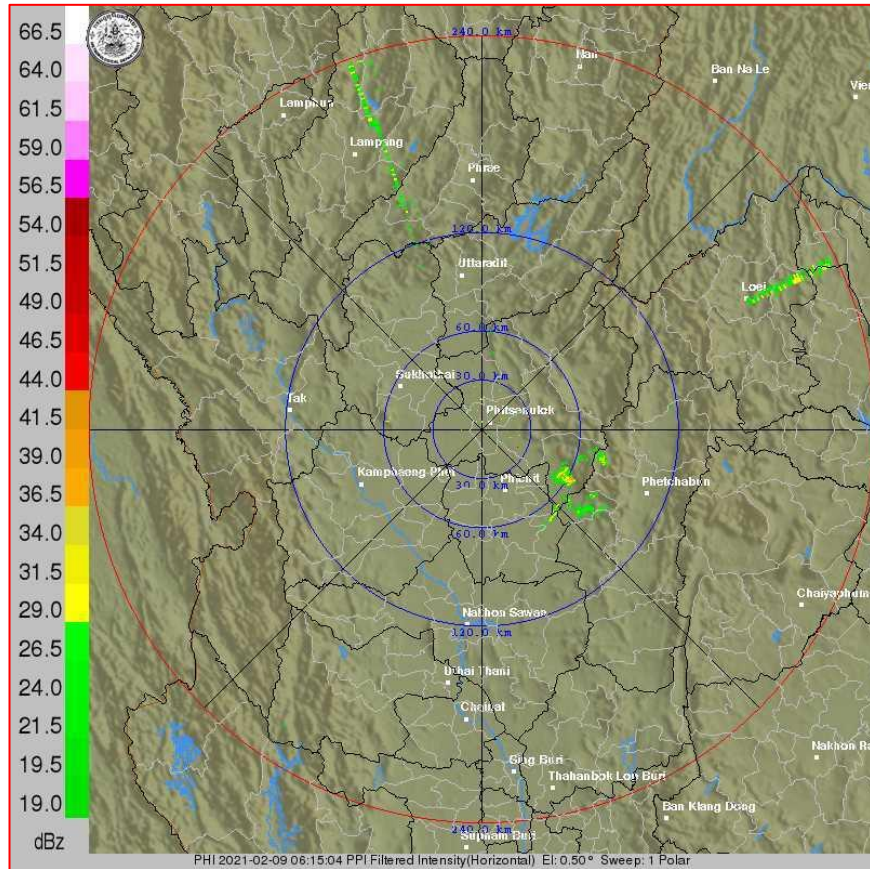 66.5
64.0
61.5
59.0
56.5
54.0
51.5
49.0
46.5
44.0
41.5
39.0
36.5
34.0
31.5
29.0
26.5
24.0
21.5
19.5
19.0
dBz
240.0 km
Nan
Ban Na Le
Vien
Lamphun
Lampang
Phrae
120.0 km
Uttaradit
Loei
60.0 km
30.0 km
Sukhothai
Tak
Phitsanulok
Kamphaeng Phet
30.0 km
Phichit
Phetchabun
60.0 km
Chaiyaphum
Nakhon Sawan
120.0 km
Uthai Thani
Chainat
Nakhon Ra
Sing Buri
Thahanbok Lop Buri
Ban Klang Dong
240.0 km
Suphan Buri
PHI 2021-02-09 06:15:04 PPI Filtered Intensity(Horizontal) El: 0.50° Sweep: 1 Polar